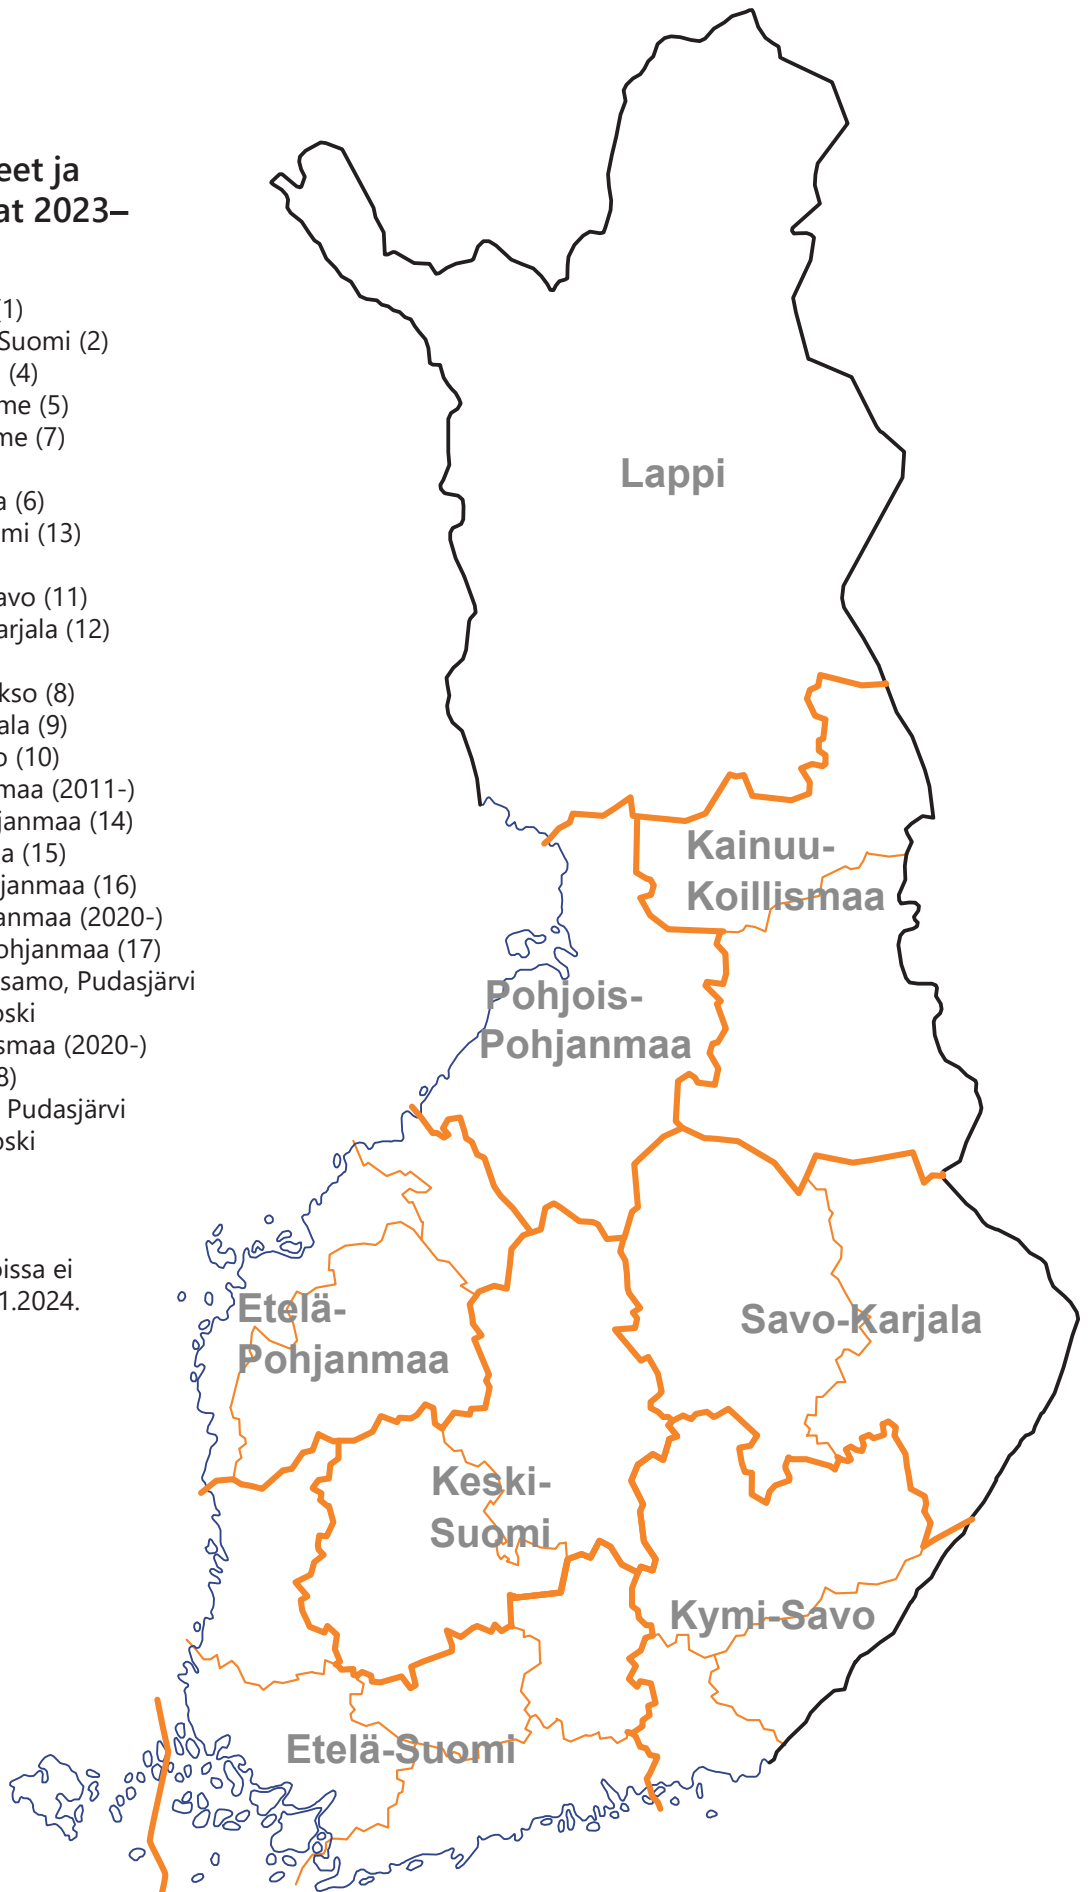 eet ja
at 2023–
(1)
Suomi (2)
(4)
me (5)
me (7)
a (6)
mi (13)
avo (11)
arjala (12)
kso (8)
ala (9)
o (10)
maa (2011-)
janmaa (14)
a (15)
janmaa (16)
anmaa (2020-)
ohjanmaa (17)
samo, Pudasjärvi
oski
smaa (2020-)
8)
Pudasjärvi
oski
oissa ei
1.2024.
Lappi
Kainuu-
Koillismaa
Pohjois-
Pohjanmaa
Etelä-
Pohjanmaa
Savo-Karjala
Keski-
Suomi
Kymi-Savo
Etelä-Suomi